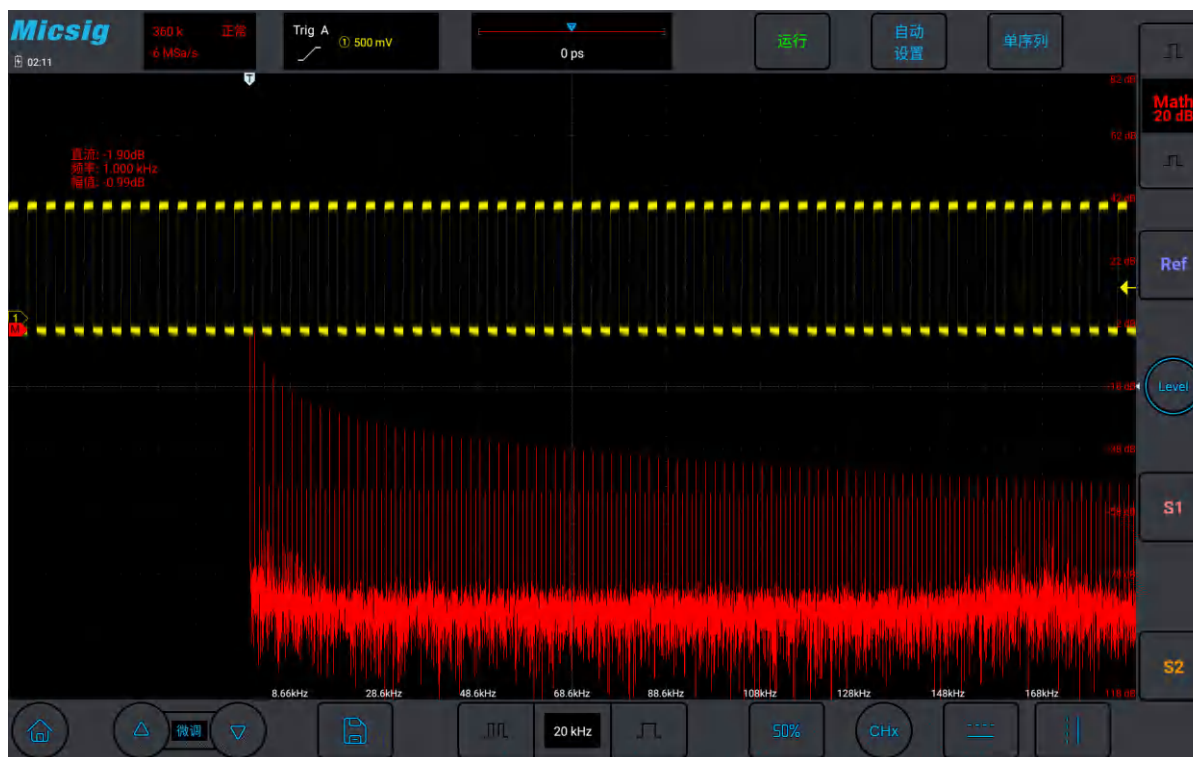 Micsig
02:11
360 k 正常
6 MSa/s
Trig A
① 500 mV
0 ps
运行
自动
设置
单序列
T
82 dB
Math
20 dB
62 dB
直流: -1.90dB
频率: 1.000 kHz
幅值: -0.99dB
42 dB
22 dB
Ref
1
M
-18 dB
Level
-38 dB
-58 dB
S1
S2
8.66kHz 28.6kHz 48.6kHz 68.6kHz 88.6kHz 108kHz 128kHz 148kHz 168kHz
微调
20 kHz
50%
CHx